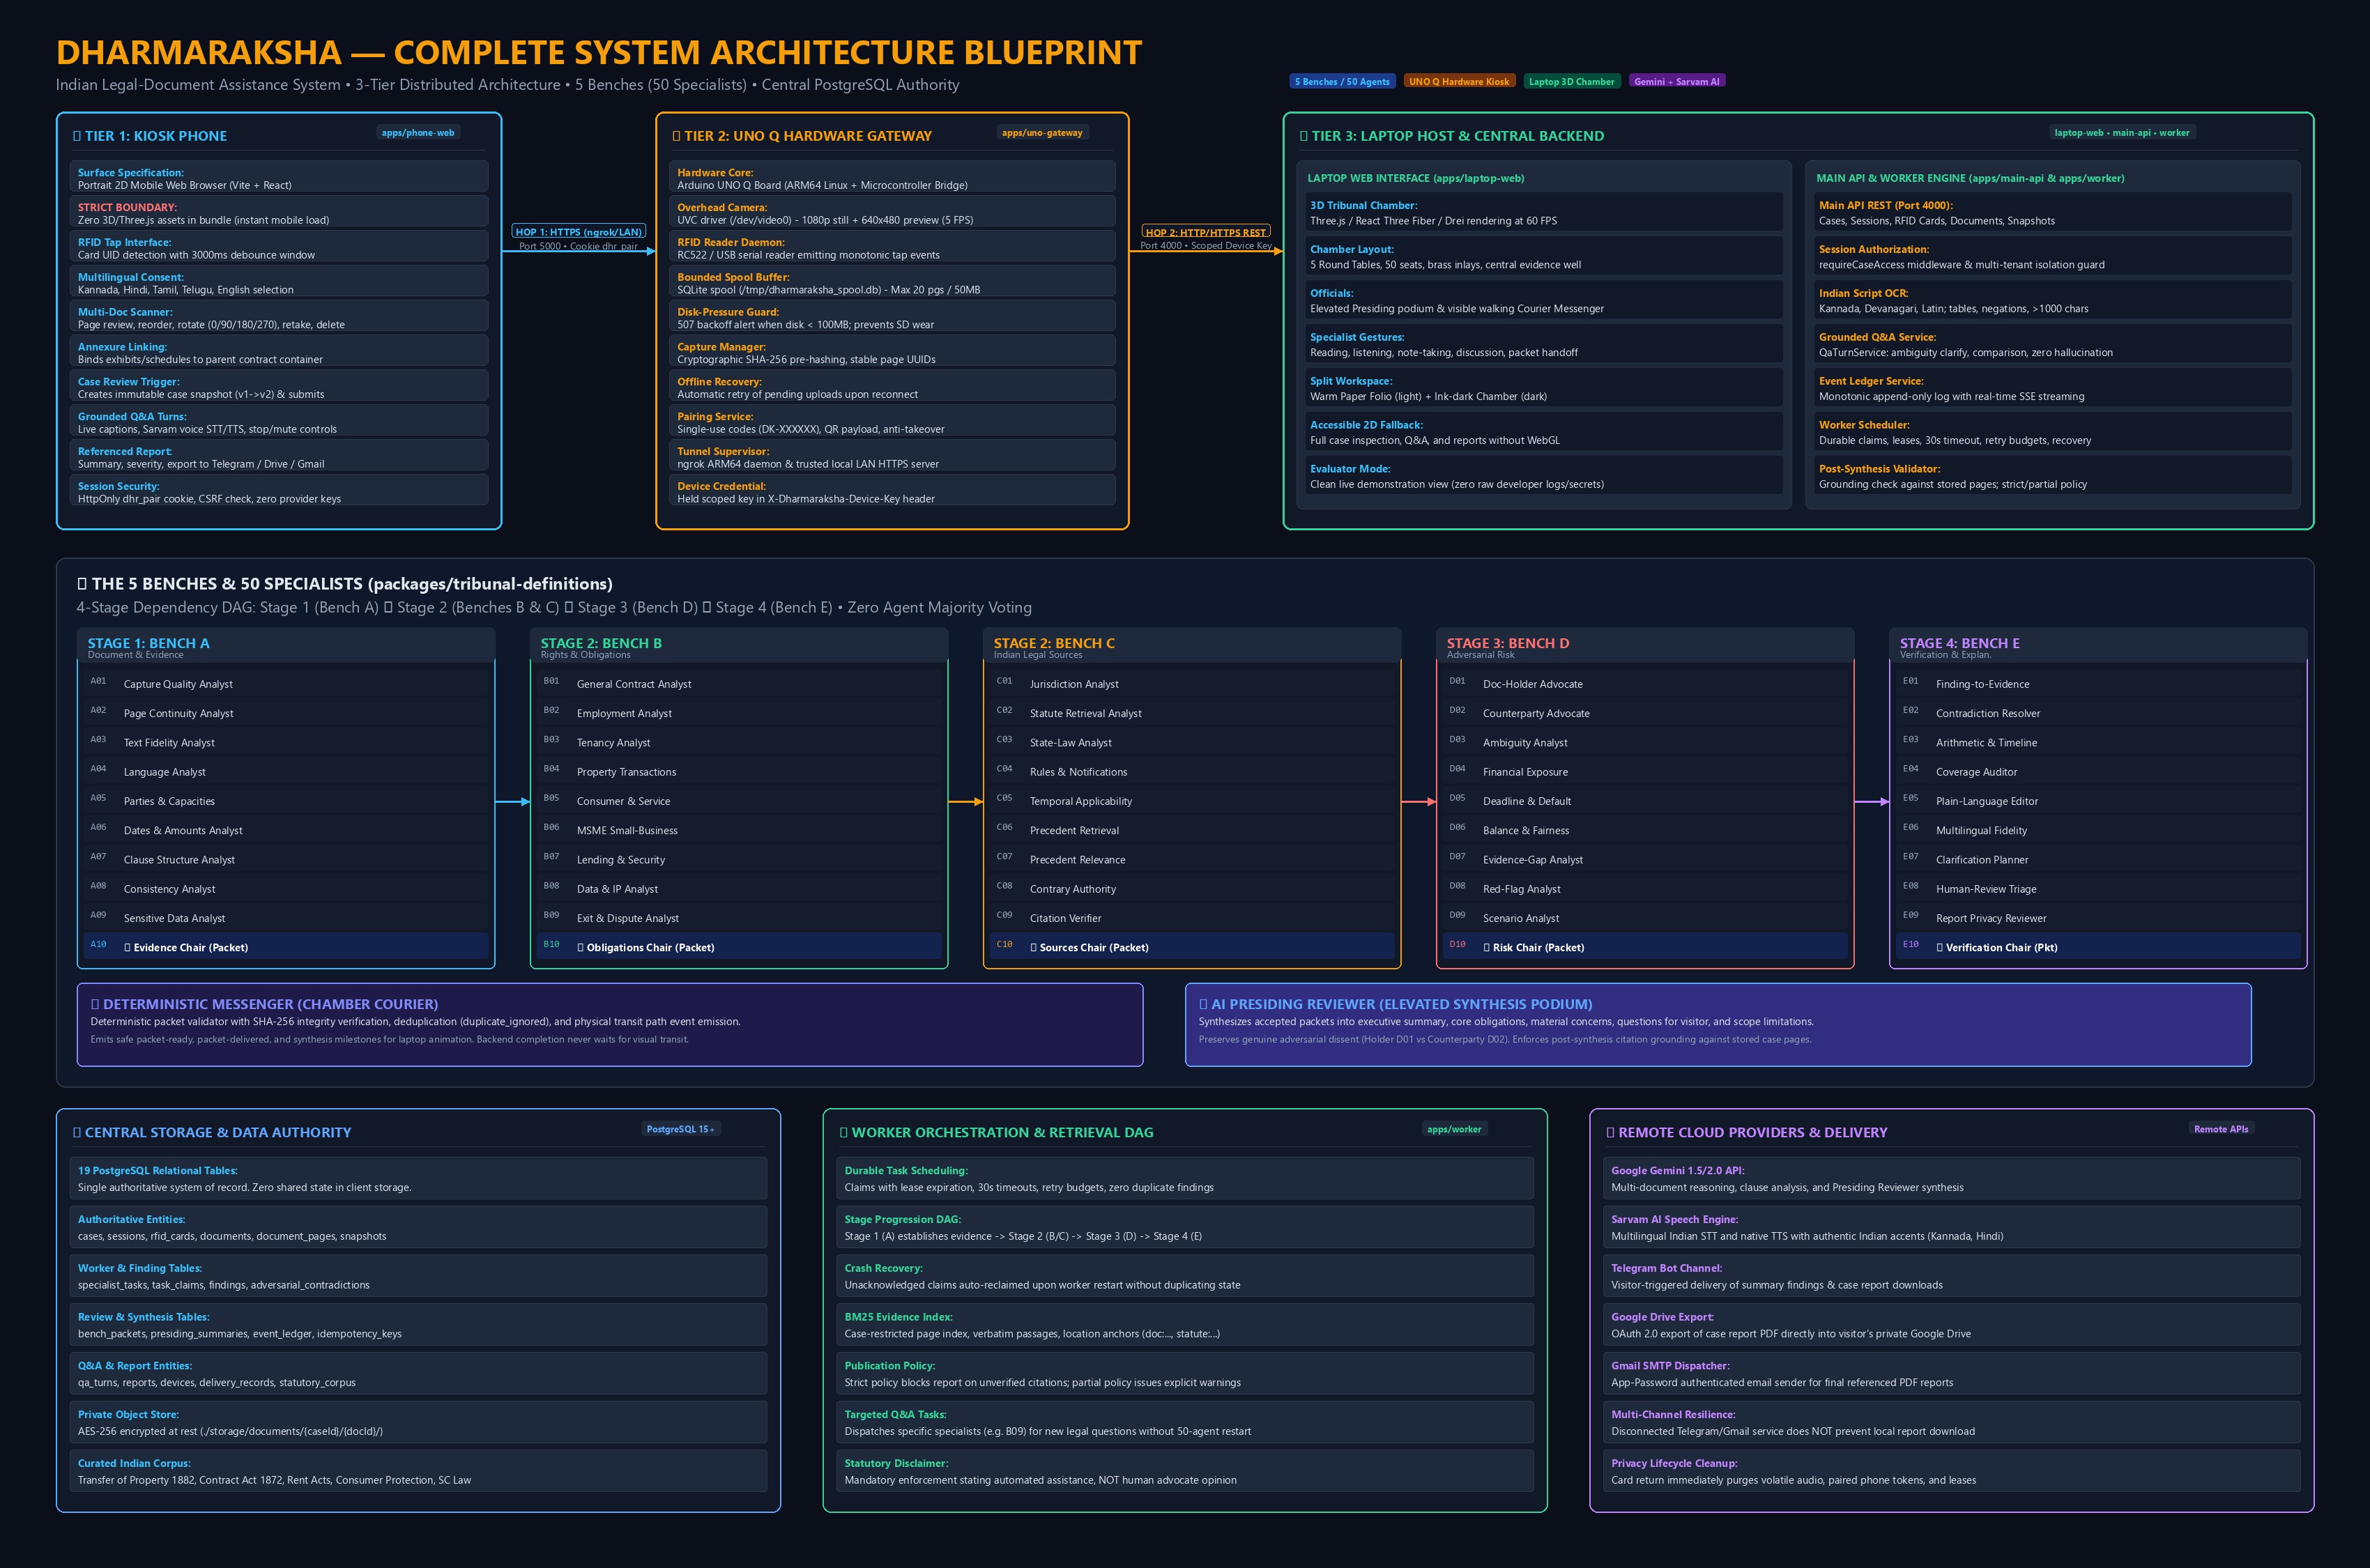 DHARMARAKSHA — COMPLETE SYSTEM ARCHITECTURE BLUEPRINT
Indian Legal-Document Assistance System • 3-Tier Distributed Architecture • 5 Benches (50 Specialists) • Central PostgreSQL Authority
5 Benches / 50 Agents
UNO Q Hardware Kiosk
Laptop 3D Chamber
Gemini + Sarvam AI
TIER 1: KIOSK PHONE
apps/phone-web
Surface Specification:
Portrait 2D Mobile Web Browser (Vite + React)
STRICT BOUNDARY:
Zero 3D/Three.js assets in bundle (instant mobile load)
RFID Tap Interface:
Card UID detection with 3000ms debounce window
Multilingual Consent:
Kannada, Hindi, Tamil, Telugu, English selection
Multi-Doc Scanner:
Page review, reorder, rotate (0/90/180/270), retake, delete
Annexure Linking:
Binds exhibits/schedules to parent contract container
Case Review Trigger:
Creates immutable case snapshot (v1->v2) & submits
Grounded Q&A Turns:
Live captions, Sarvam voice STT/TTS, stop/mute controls
Referenced Report:
Summary, severity, export to Telegram / Drive / Gmail
Session Security:
HttpOnly dhr_pair cookie, CSRF check, zero provider keys
HOP 1: HTTPS (ngrok/LAN)
Port 5000 • Cookie dhr_pair
TIER 2: UNO Q HARDWARE GATEWAY
apps/uno-gateway
Hardware Core:
Arduino UNO Q Board (ARM64 Linux + Microcontroller Bridge)
Overhead Camera:
UVC driver (/dev/video0) - 1080p still + 640x480 preview (5 FPS)
RFID Reader Daemon:
RC522 / USB serial reader emitting monotonic tap events
Bounded Spool Buffer:
SQLite spool (/tmp/dharmaraksha_spool.db) - Max 20 pgs / 50MB
Disk-Pressure Guard:
507 backoff alert when disk < 100MB; prevents SD wear
Capture Manager:
Cryptographic SHA-256 pre-hashing, stable page UUIDs
Offline Recovery:
Automatic retry of pending uploads upon reconnect
Pairing Service:
Single-use codes (DK-XXXXXX), QR payload, anti-takeover
Tunnel Supervisor:
ngrok ARM64 daemon & trusted local LAN HTTPS server
Device Credential:
Held scoped key in X-Dharmaraksha-Device-Key header
HOP 2: HTTP/HTTPS REST
Port 4000 • Scoped Device Key
TIER 3: LAPTOP HOST & CENTRAL BACKEND
laptop-web • main-api • worker
LAPTOP WEB INTERFACE (apps/laptop-web)
3D Tribunal Chamber:
Three.js / React Three Fiber / Drei rendering at 60 FPS
Chamber Layout:
5 Round Tables, 50 seats, brass inlays, central evidence well
Officials:
Elevated Presiding podium & visible walking Courier Messenger
Specialist Gestures:
Reading, listening, note-taking, discussion, packet handoff
Split Workspace:
Warm Paper Folio (light) + Ink-dark Chamber (dark)
Accessible 2D Fallback:
Full case inspection, Q&A, and reports without WebGL
Evaluator Mode:
Clean live demonstration view (zero raw developer logs/secrets)
MAIN API & WORKER ENGINE (apps/main-api & apps/worker)
Main API REST (Port 4000):
Cases, Sessions, RFID Cards, Documents, Snapshots
Session Authorization:
requireCaseAccess middleware & multi-tenant isolation guard
Indian Script OCR:
Kannada, Devanagari, Latin; tables, negations, >1000 chars
Grounded Q&A Service:
QaTurnService: ambiguity clarify, comparison, zero hallucination
Event Ledger Service:
Monotonic append-only log with real-time SSE streaming
Worker Scheduler:
Durable claims, leases, 30s timeout, retry budgets, recovery
Post-Synthesis Validator:
Grounding check against stored pages; strict/partial policy
THE 5 BENCHES & 50 SPECIALISTS (packages/tribunal-definitions)
4-Stage Dependency DAG: Stage 1 (Bench A) Stage 2 (Benches B & C) Stage 3 (Bench D) Stage 4 (Bench E) • Zero Agent Majority Voting
STAGE 1: BENCH A
Document & Evidence
A01 Capture Quality Analyst
A02 Page Continuity Analyst
A03 Text Fidelity Analyst
A04 Language Analyst
A05 Parties & Capacities
A06 Dates & Amounts Analyst
A07 Clause Structure Analyst
A08 Consistency Analyst
A09 Sensitive Data Analyst
A10 Evidence Chair (Packet)
STAGE 2: BENCH B
Rights & Obligations
B01 General Contract Analyst
B02 Employment Analyst
B03 Tenancy Analyst
B04 Property Transactions
B05 Consumer & Service
B06 MSME Small-Business
B07 Lending & Security
B08 Data & IP Analyst
B09 Exit & Dispute Analyst
B10 Obligations Chair (Packet)
STAGE 2: BENCH C
Indian Legal Sources
C01 Jurisdiction Analyst
C02 Statute Retrieval Analyst
C03 State-Law Analyst
C04 Rules & Notifications
C05 Temporal Applicability
C06 Precedent Retrieval
C07 Precedent Relevance
C08 Contrary Authority
C09 Citation Verifier
C10 Sources Chair (Packet)
STAGE 3: BENCH D
Adversarial Risk
D01 Doc-Holder Advocate
D02 Counterparty Advocate
D03 Ambiguity Analyst
D04 Financial Exposure
D05 Deadline & Default
D06 Balance & Fairness
D07 Evidence-Gap Analyst
D08 Red-Flag Analyst
D09 Scenario Analyst
D10 Risk Chair (Packet)
STAGE 4: BENCH E
Verification & Explan.
E01 Finding-to-Evidence
E02 Contradiction Resolver
E03 Arithmetic & Timeline
E04 Coverage Auditor
E05 Plain-Language Editor
E06 Multilingual Fidelity
E07 Clarification Planner
E08 Human-Review Triage
E09 Report Privacy Reviewer
E10 Verification Chair (Pkt)
DETERMINISTIC MESSENGER (CHAMBER COURIER)
Deterministic packet validator with SHA-256 integrity verification, deduplication (duplicate_ignored), and physical transit path event emission.
Emits safe packet-ready, packet-delivered, and synthesis milestones for laptop animation. Backend completion never waits for visual transit.
AI PRESIDING REVIEWER (ELEVATED SYNTHESIS PODIUM)
Synthesizes accepted packets into executive summary, core obligations, material concerns, questions for visitor, and scope limitations.
Preserves genuine adversarial dissent (Holder D01 vs Counterparty D02). Enforces post-synthesis citation grounding against stored case pages.
CENTRAL STORAGE & DATA AUTHORITY
PostgreSQL 15+
19 PostgreSQL Relational Tables:
Single authoritative system of record. Zero shared state in client storage.
Authoritative Entities:
cases, sessions, rfid_cards, documents, document_pages, snapshots
Worker & Finding Tables:
specialist_tasks, task_claims, findings, adversarial_contradictions
Review & Synthesis Tables:
bench_packets, presiding_summaries, event_ledger, idempotency_keys
Q&A & Report Entities:
qa_turns, reports, devices, delivery_records, statutory_corpus
Private Object Store:
AES-256 encrypted at rest (./storage/documents/{caseId}/{docId}/)
Curated Indian Corpus:
Transfer of Property 1882, Contract Act 1872, Rent Acts, Consumer Protection, SC Law
WORKER ORCHESTRATION & RETRIEVAL DAG
apps/worker
Durable Task Scheduling:
Claims with lease expiration, 30s timeouts, retry budgets, zero duplicate findings
Stage Progression DAG:
Stage 1 (A) establishes evidence -> Stage 2 (B/C) -> Stage 3 (D) -> Stage 4 (E)
Crash Recovery:
Unacknowledged claims auto-reclaimed upon worker restart without duplicating state
BM25 Evidence Index:
Case-restricted page index, verbatim passages, location anchors (doc:..., statute:...)
Publication Policy:
Strict policy blocks report on unverified citations; partial policy issues explicit warnings
Targeted Q&A Tasks:
Dispatches specific specialists (e.g. B09) for new legal questions without 50-agent restart
Statutory Disclaimer:
Mandatory enforcement stating automated assistance, NOT human advocate opinion
REMOTE CLOUD PROVIDERS & DELIVERY
Remote APIs
Google Gemini 1.5/2.0 API:
Multi-document reasoning, clause analysis, and Presiding Reviewer synthesis
Sarvam AI Speech Engine:
Multilingual Indian STT and native TTS with authentic Indian accents (Kannada, Hindi)
Telegram Bot Channel:
Visitor-triggered delivery of summary findings & case report downloads
Google Drive Export:
OAuth 2.0 export of case report PDF directly into visitor's private Google Drive
Gmail SMTP Dispatcher:
App-Password authenticated email sender for final referenced PDF reports
Multi-Channel Resilience:
Disconnected Telegram/Gmail service does NOT prevent local report download
Privacy Lifecycle Cleanup:
Card return immediately purges volatile audio, paired phone tokens, and leases